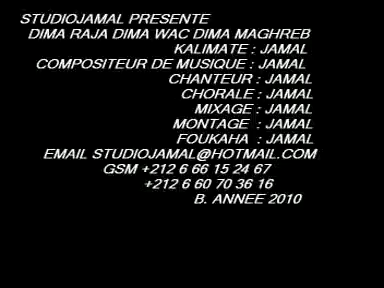 STUDIOJAMAL PRESENTE
DIMA RAJA DIMA WAC DIMA MAGHREB
KALIMATE : JAMAL
COMPOSITEUR DE MUSIQUE : JAMAL
CHANTEUR : JAMAL
CHORALE : JAMAL
MIXAGE : JAMAL
MONTAGE : JAMAL
FOUKAHA : JAMAL
EMAIL STUDIOJAMAL@HOTMAIL.COM
GSM +212 6 66 15 24 67
+212 6 60 70 36 16
B. ANNEE 2010